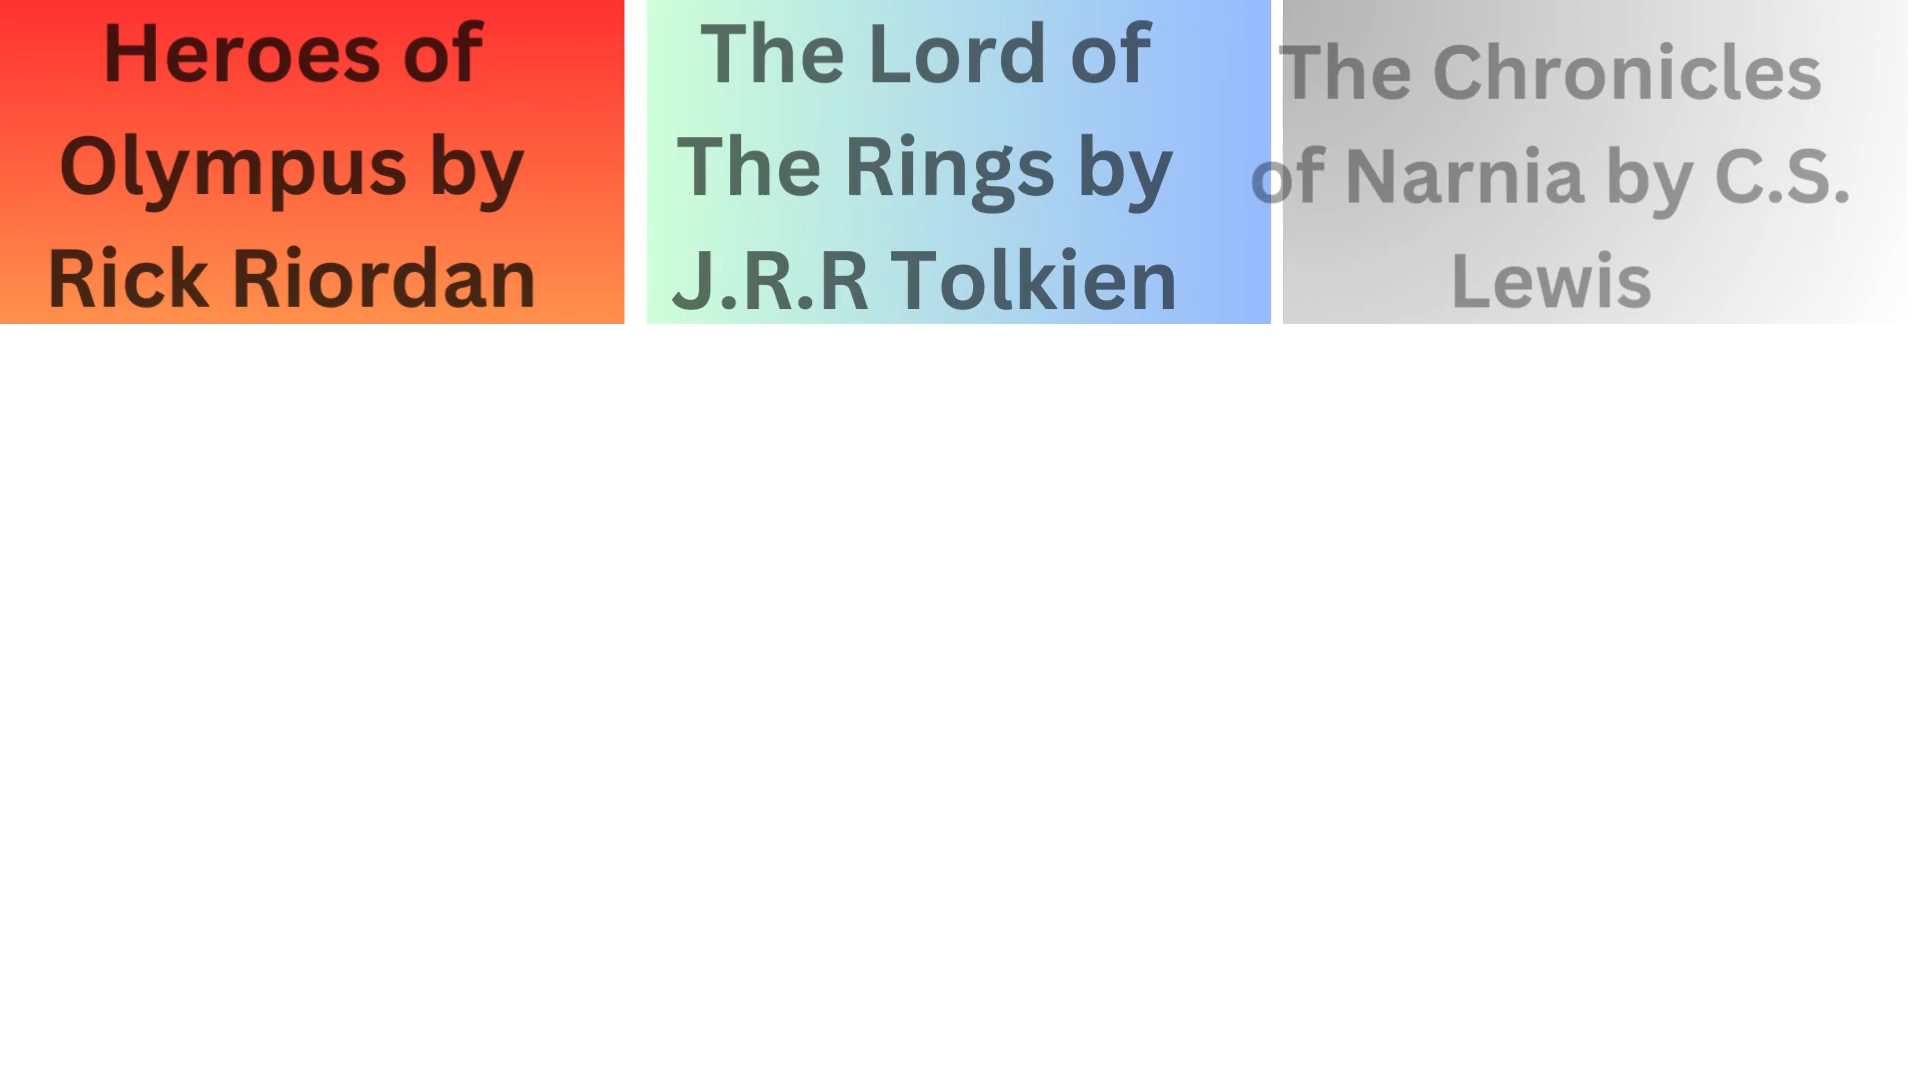 Heroes of
Olympus by
Rick Riordan
The Lord of
The Rings by
J.R.R Tolkien
The Chronicles
of Narnia by C.S.
Lewis